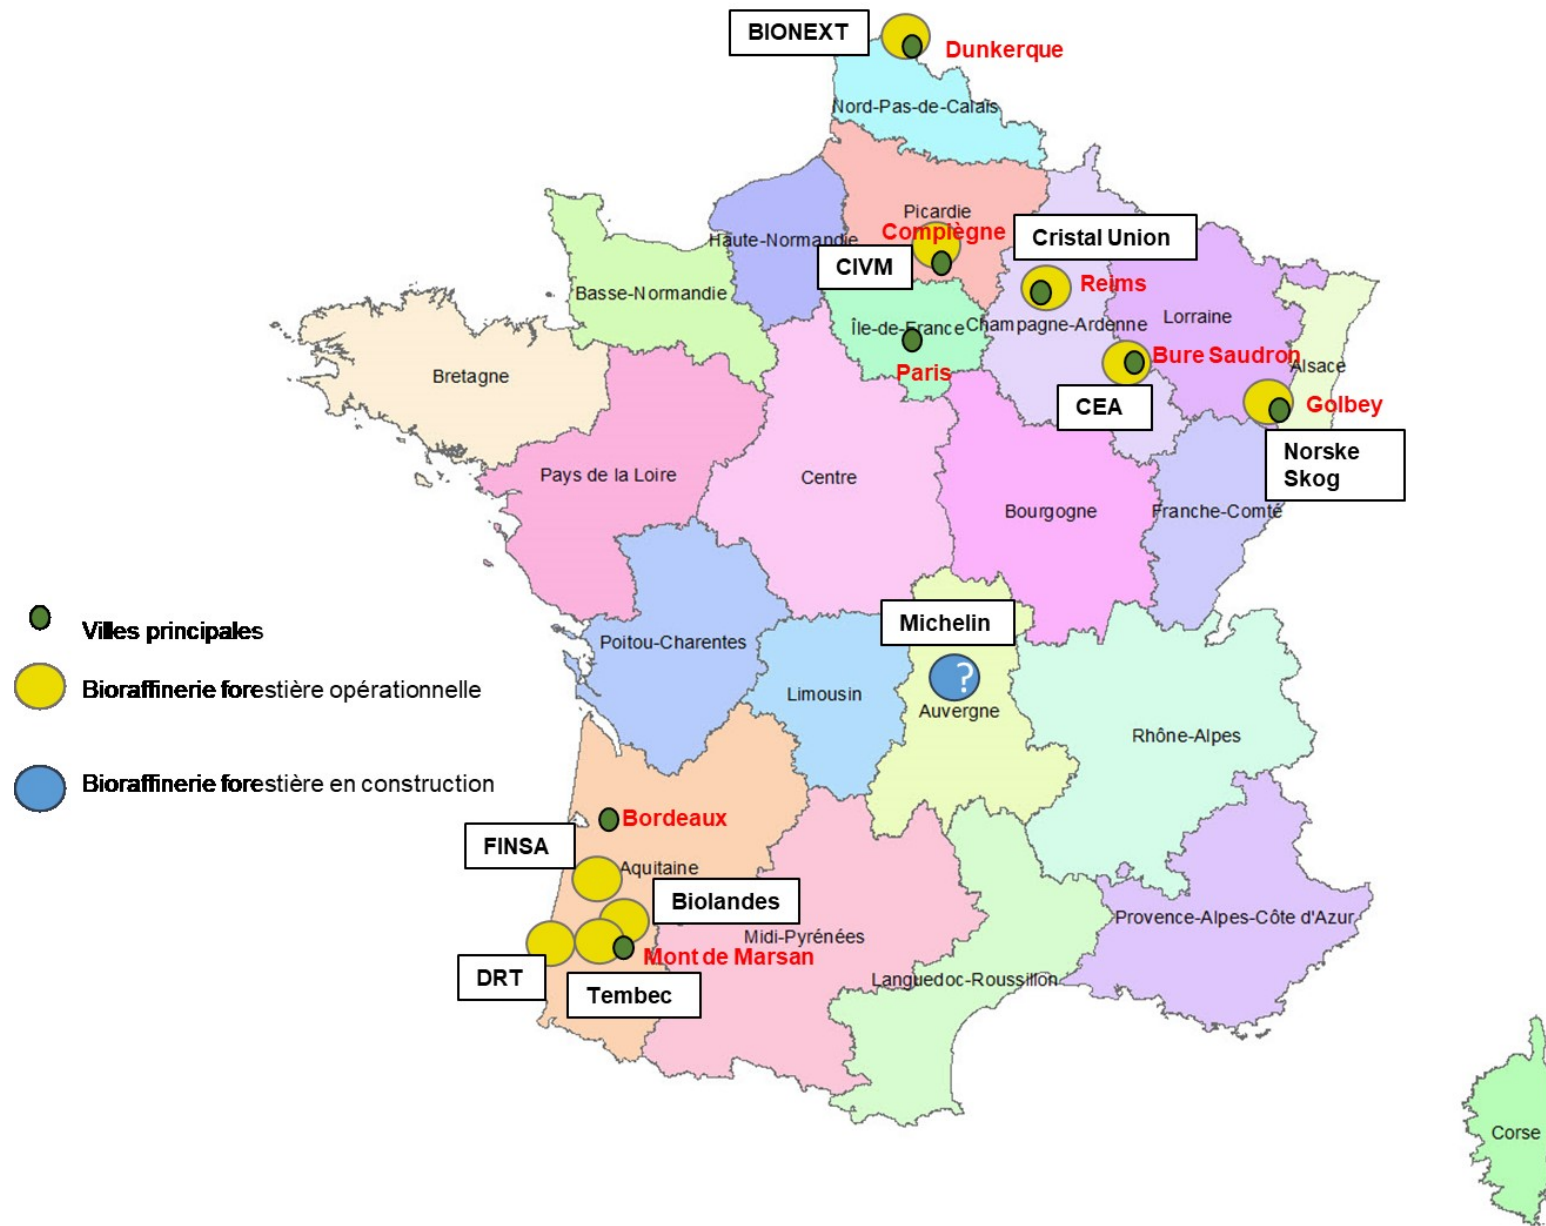 BIONEXT
Dunkerque
Nord-Pas-de-Calais
Picardie
Compiègne
Haute-Normandie
CIVM
Cristal Union
Reims
Basse-Normandie
Île-de-France
Champagne-Ardenne
Lorraine
Paris
Bure Saudron
Alsace
Bretagne
CEA
Golbey
Norske
Skog
Pays de la Loire
Centre
Bourgogne
Franche-Comté
Michelin
Villes principales
Poitou-Charentes
?
Bioraffinerie forestière opérationnelle
Limousin
Auvergne
Rhône-Alpes
Bioraffinerie forestière en construction
Bordeaux
FINSA
Aquitaine
Biolandes
Provence-Alpes-Côte d'Azur
Midi-Pyrénées
Mont de Marsan
DRT
Tembec
Languedoc-Roussillon
Corse